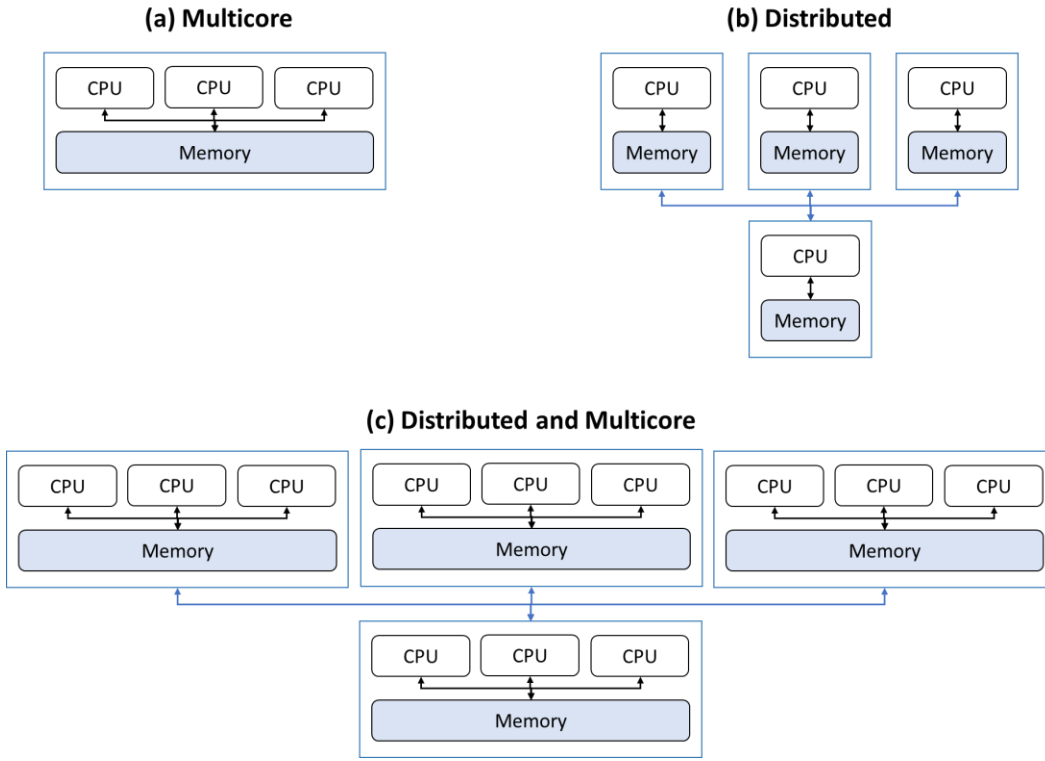 (a) Multicore
CPU CPU CPU
Memory
(b) Distributed
CPU CPU CPU
Memory Memory Memory
CPU
Memory
(c) Distributed and Multicore
CPU CPU CPU CPU CPU CPU CPU CPU CPU
Memory Memory Memory
CPU CPU CPU
Memory